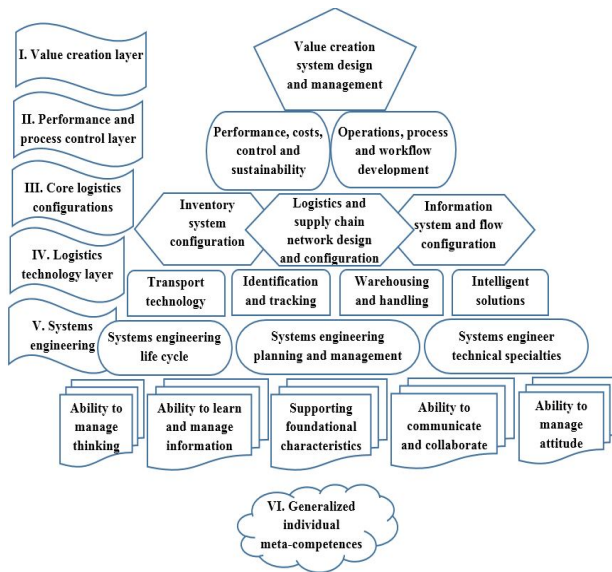 I. Value creation layer
Value creation
system design
and management
II. Performance and
process control layer
Performance, costs,
control and
sustainability
Operations, process
and workflow
development
III. Core logistics
configurations
Inventory
system
configuration
Logistics and
supply chain
network design
and configuration
Information
system and flow
configuration
IV. Logistics
technology layer
Transport
technology
Identification
and tracking
Warehousing
and handling
Intelligent
solutions
V. Systems
engineering
Systems engineering
life cycle
Systems engineering
planning and management
Systems engineer
technical specialties
Ability to
manage
thinking
Ability to learn
and manage
information
Supporting
foundational
characteristics
Ability to
communicate
and collaborate
Ability to
manage
attitude
VI. Generalized
individual
meta-competences